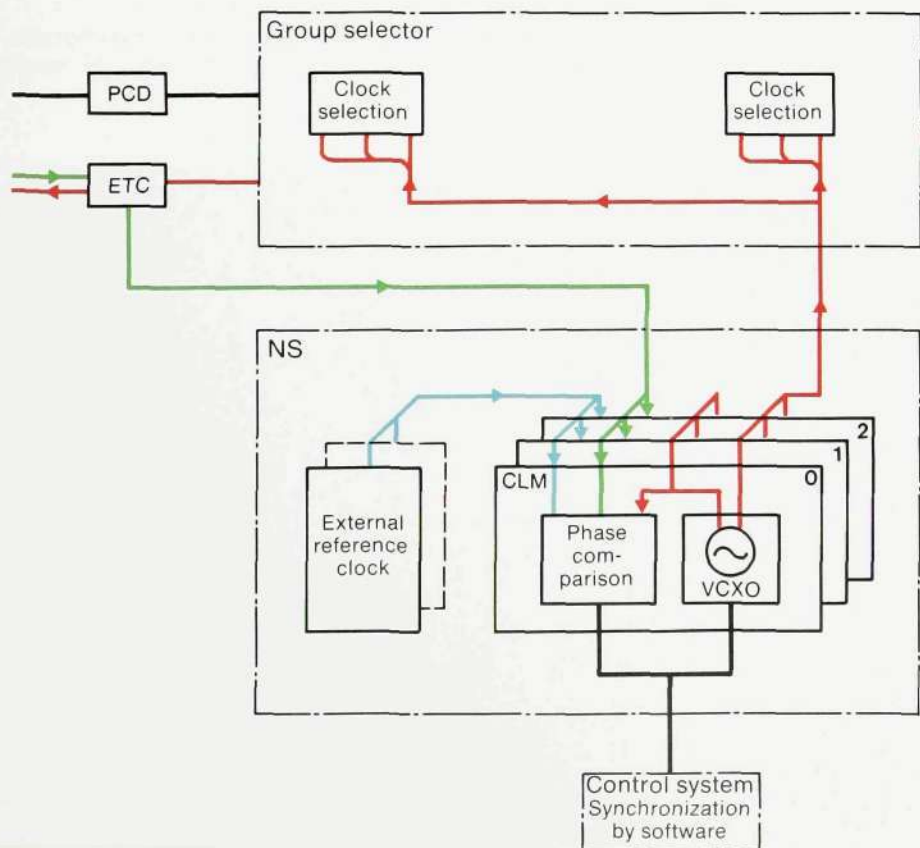 Group selector
PCD
Clock
selection
Clock
selection
ETC
NS
2
1
0
CLM
External
reference
clock
Phase
com-
parison
VCXO
Control system
Synchronization
by software